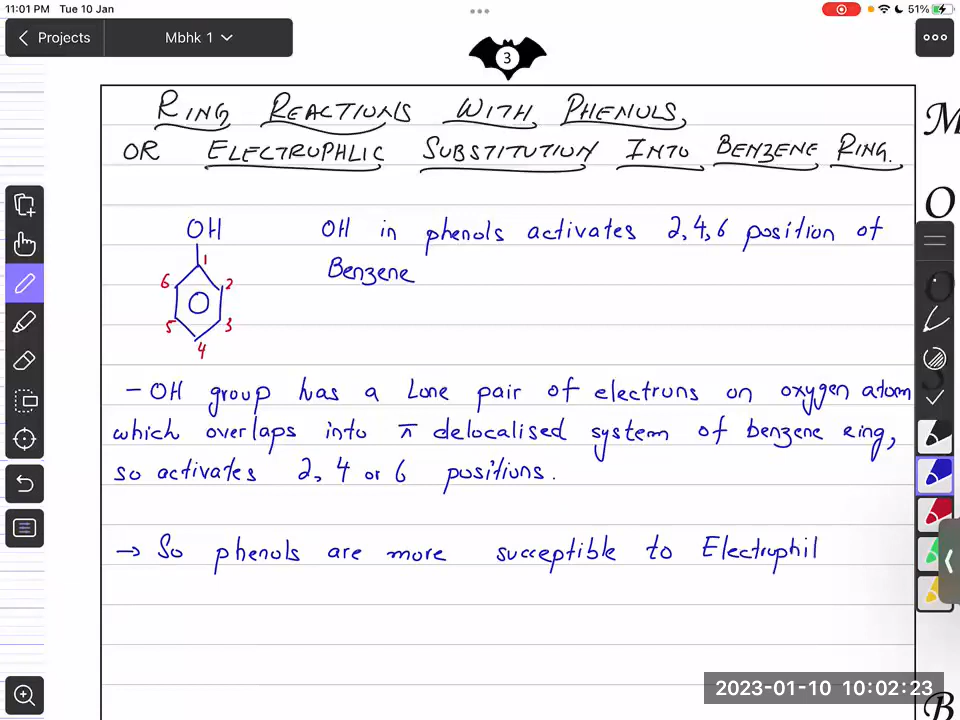 11:01 PM Tue 10 Jan
51%
Projects
Mbhk 1
3
RING REACTIONS WITH PHENOLS,
OR ELECTROPHLIC SUBSTITUTION INTO BENZENE RING.
M
O
OH
OH in phenols activates 2,4,6 position of
Benzene
1
6
2
5
3
4
- OH group has a Lone pair of electrons on oxygen atom
which overlaps into π delocalised system of benzene ring,
so activates 2, 4 or 6 positions.
→ So phenols are more succeptible to Electrophil
B
2023-01-10 10:02:23